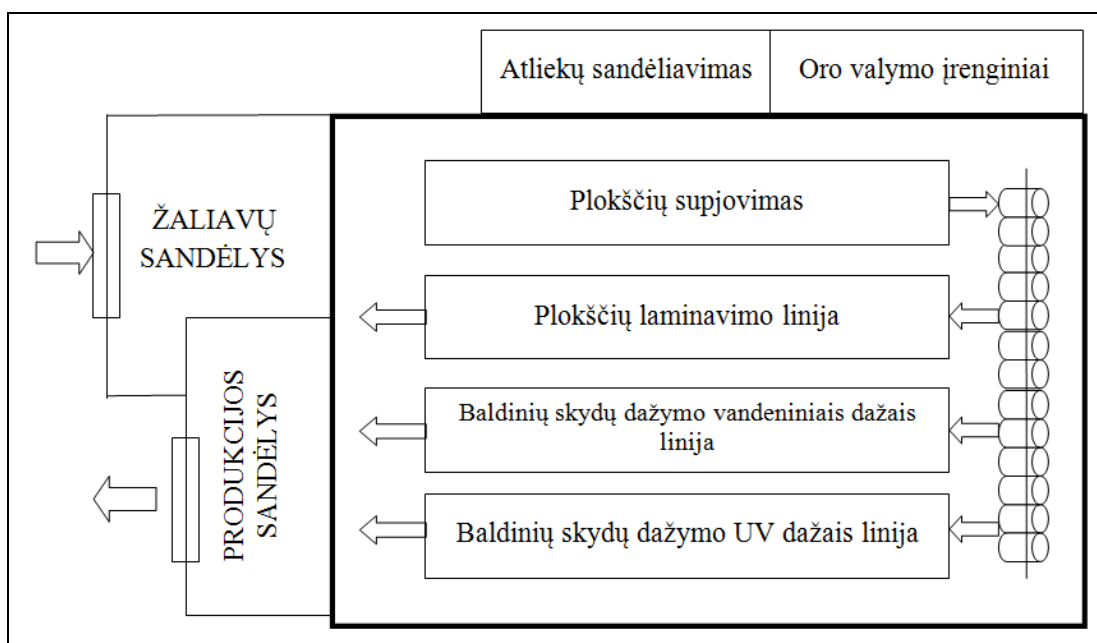 Atliekų sandėliavimas
Oro valymo įrenginiai
ŽALIAVŲ
SANDĖLYS
Plokščių supjovimas
Plokščių laminavimo linija
PRODUKCIJOS
SANDĖLYS
Baldinių skydų dažymo vandeniniais dažais
linija
Baldinių skydų dažymo UV dažais linija